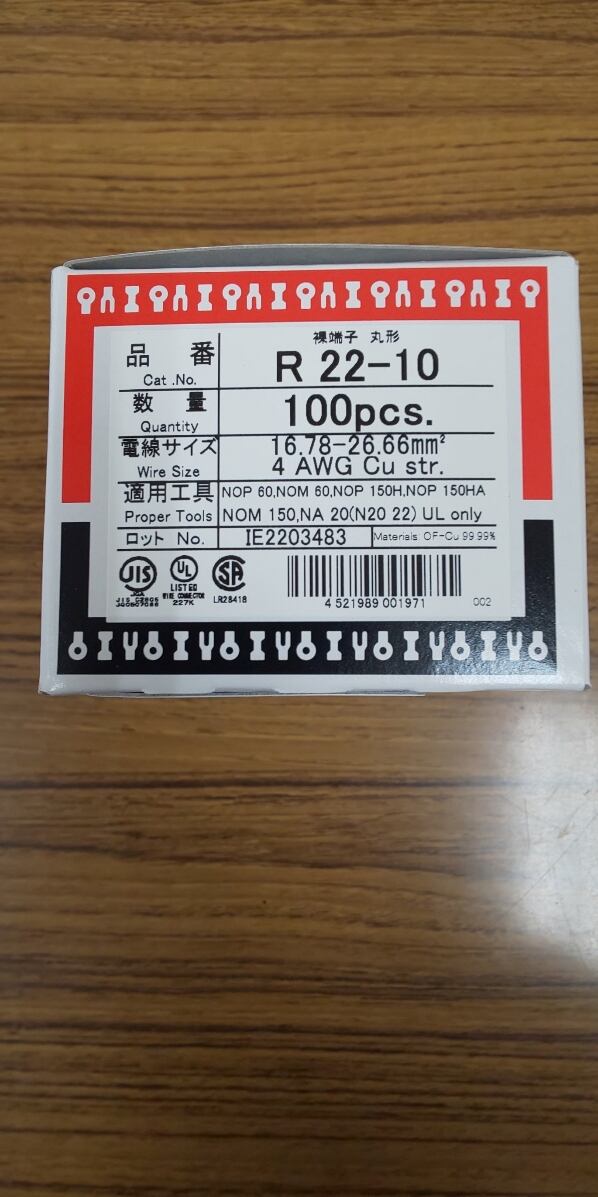 裸端子 丸形
品番 R 22-10
Cat .No.
数量 100pcs.
Quantity
電線サイズ 16.78-26.66mm²
Wire Size 4 AWG Cu str.
適用工具 NOP 60,NOM 60,NOP 150H,NOP 150HA
Proper Tools NOM 150,NA 20(N20 22) UL only
ロット No. IE2203483 Materials OF-Cu 99.99%
JIS UL SA
LISTED
WIRE CONNECTOR
227K
LR28418
4 521989 001971 002